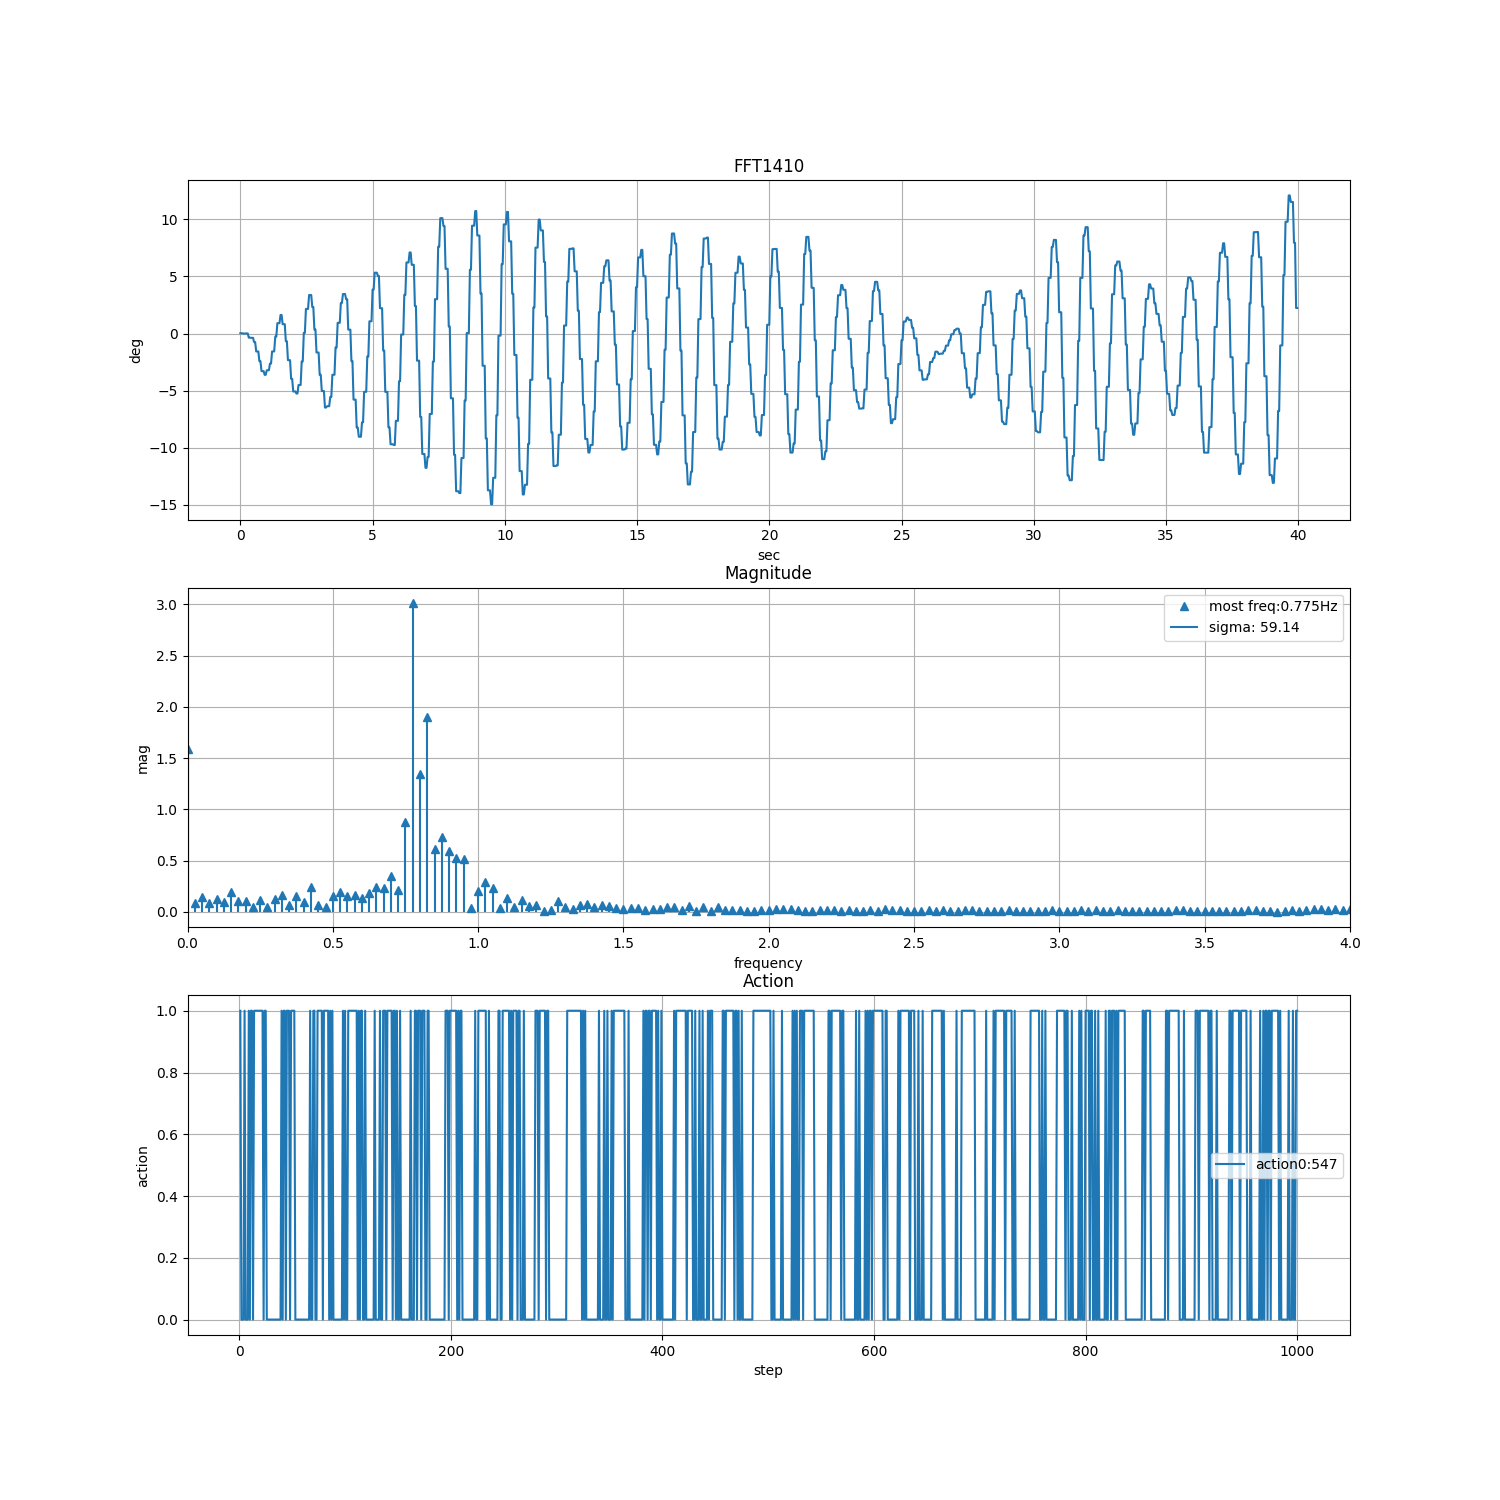 FFT1410
10
5
0
−5
−10
−15
deg
0 5 10 15 20 25 30 35 40
sec
Magnitude
3.0
2.5
2.0
1.5
1.0
0.5
0.0
mag
most freq:0.775Hz
sigma: 59.14
0.0 0.5 1.0 1.5 2.0 2.5 3.0 3.5 4.0
frequency
Action
1.0
0.8
0.6
0.4
0.2
0.0
action
action0:547
0 200 400 600 800 1000
step